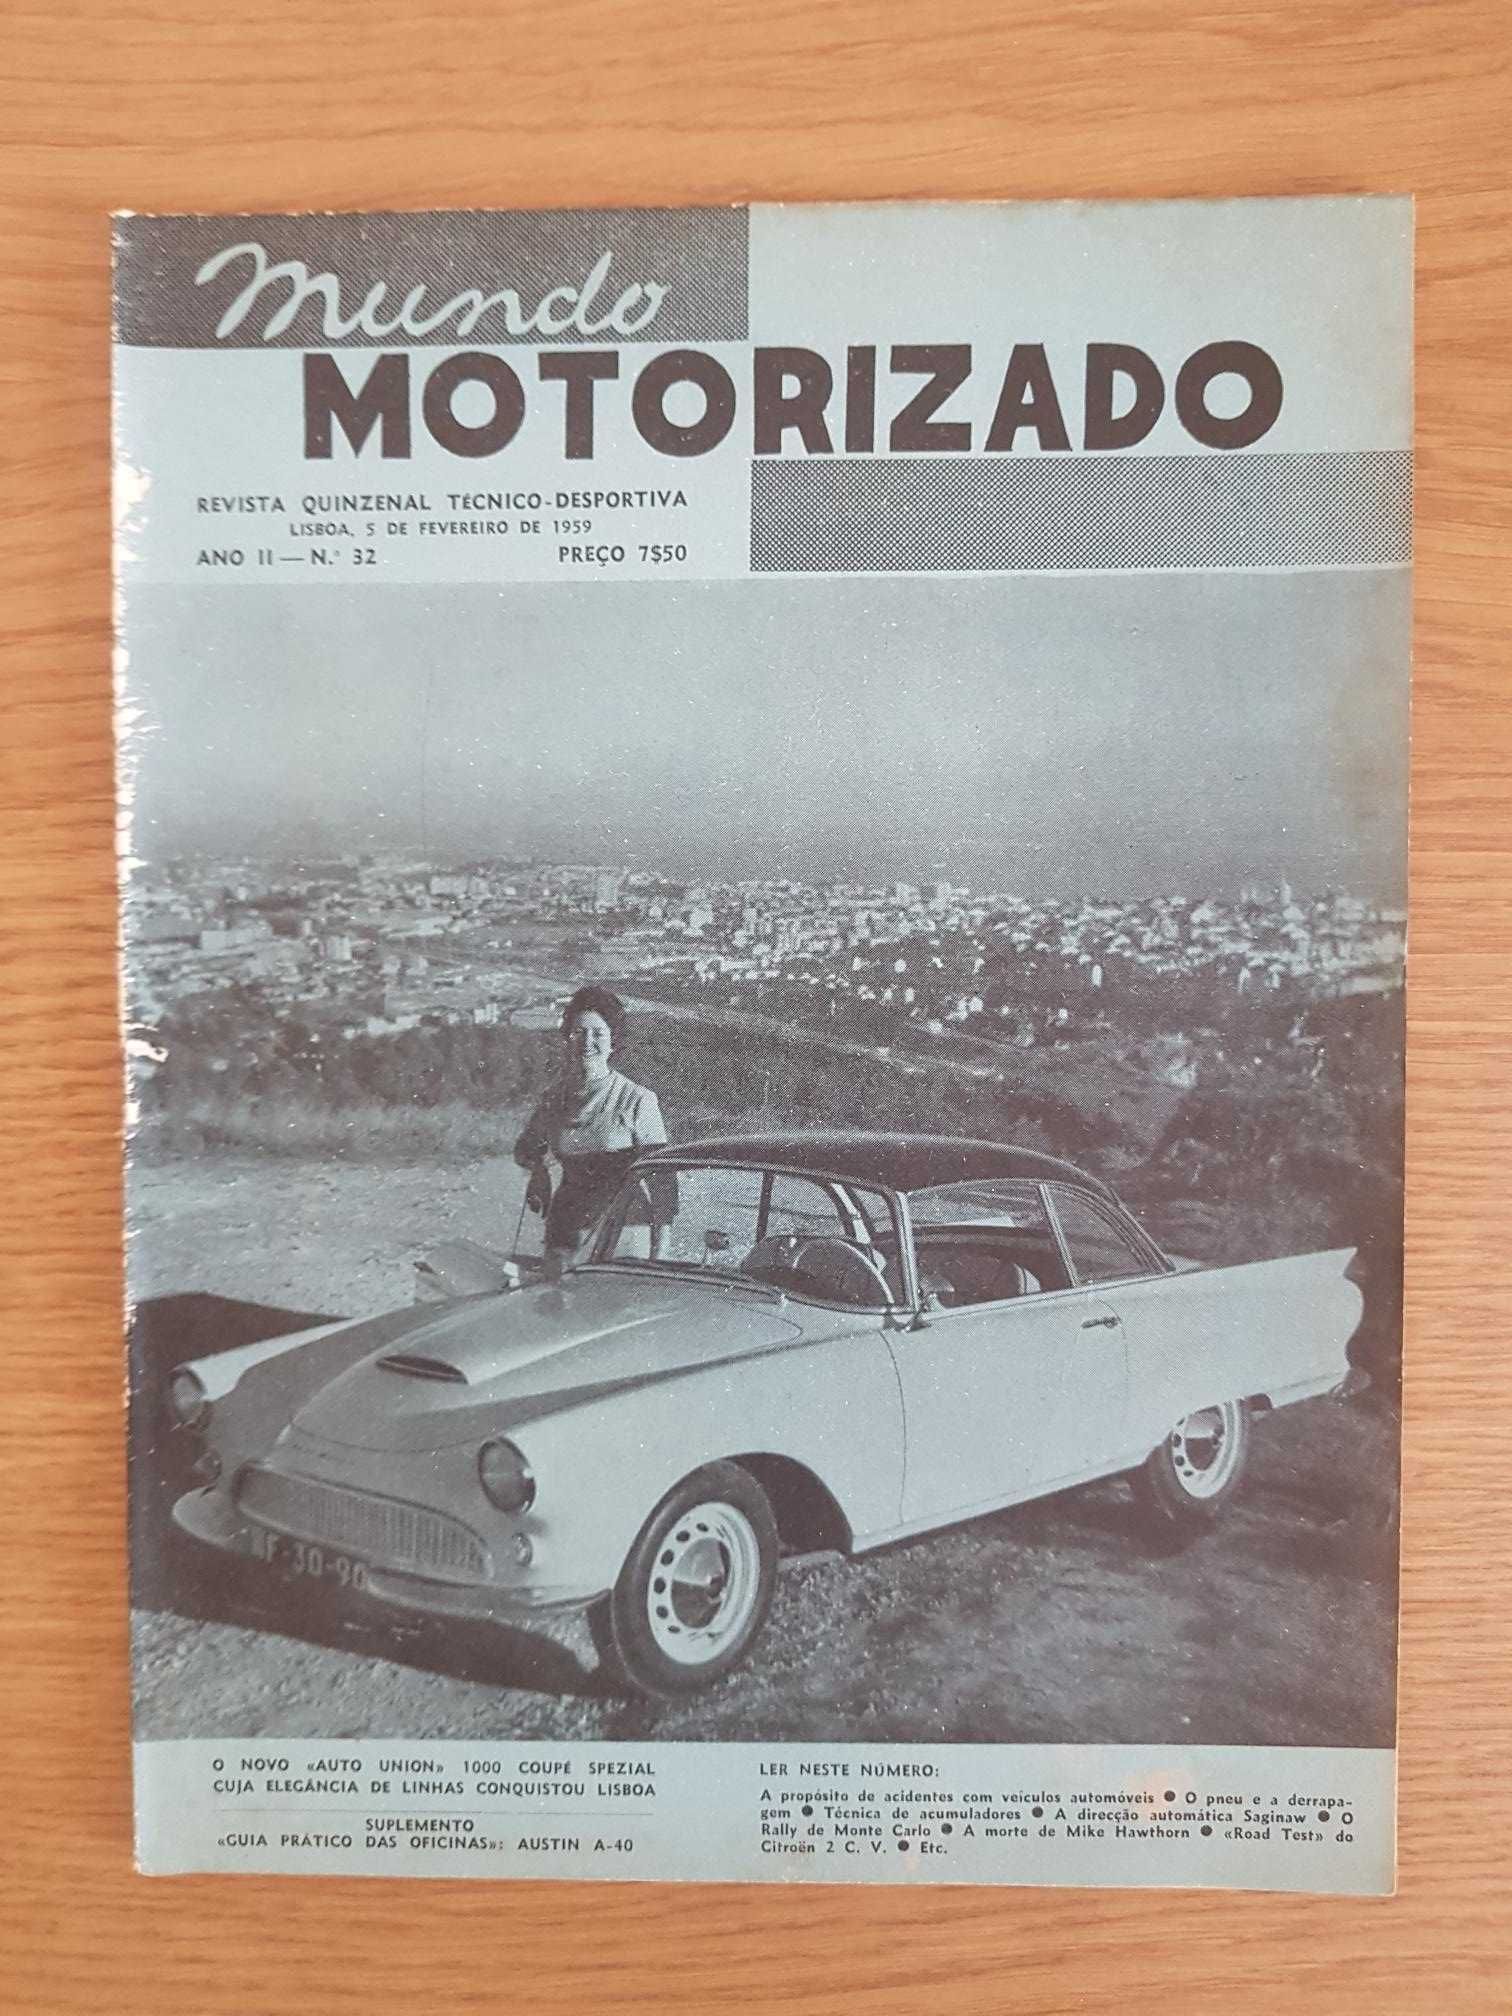 Mundo
MOTORIZADO
REVISTA QUINZENAL TÉCNICO-DESPORTIVA
LISBOA, 5 DE FEVEREIRO DE 1959
ANO II — N.º 32 PREÇO 7$50
30-90
O NOVO «AUTO UNION» 1000 COUPÉ SPEZIAL
CUJA ELEGÂNCIA DE LINHAS CONQUISTOU LISBOA
SUPLEMENTO
«GUIA PRÁTICO DAS OFICINAS»: AUSTIN A-40
LER NESTE NÚMERO:
A propósito de acidentes com veículos automóveis ● O pneu e a derrapa-
gem ● Técnica de acumuladores ● A direcção automática Saginaw ● O
Rally de Monte Carlo ● A morte de Mike Hawthorn ● «Road Test» do
Citroën 2 C. V. ● Etc.